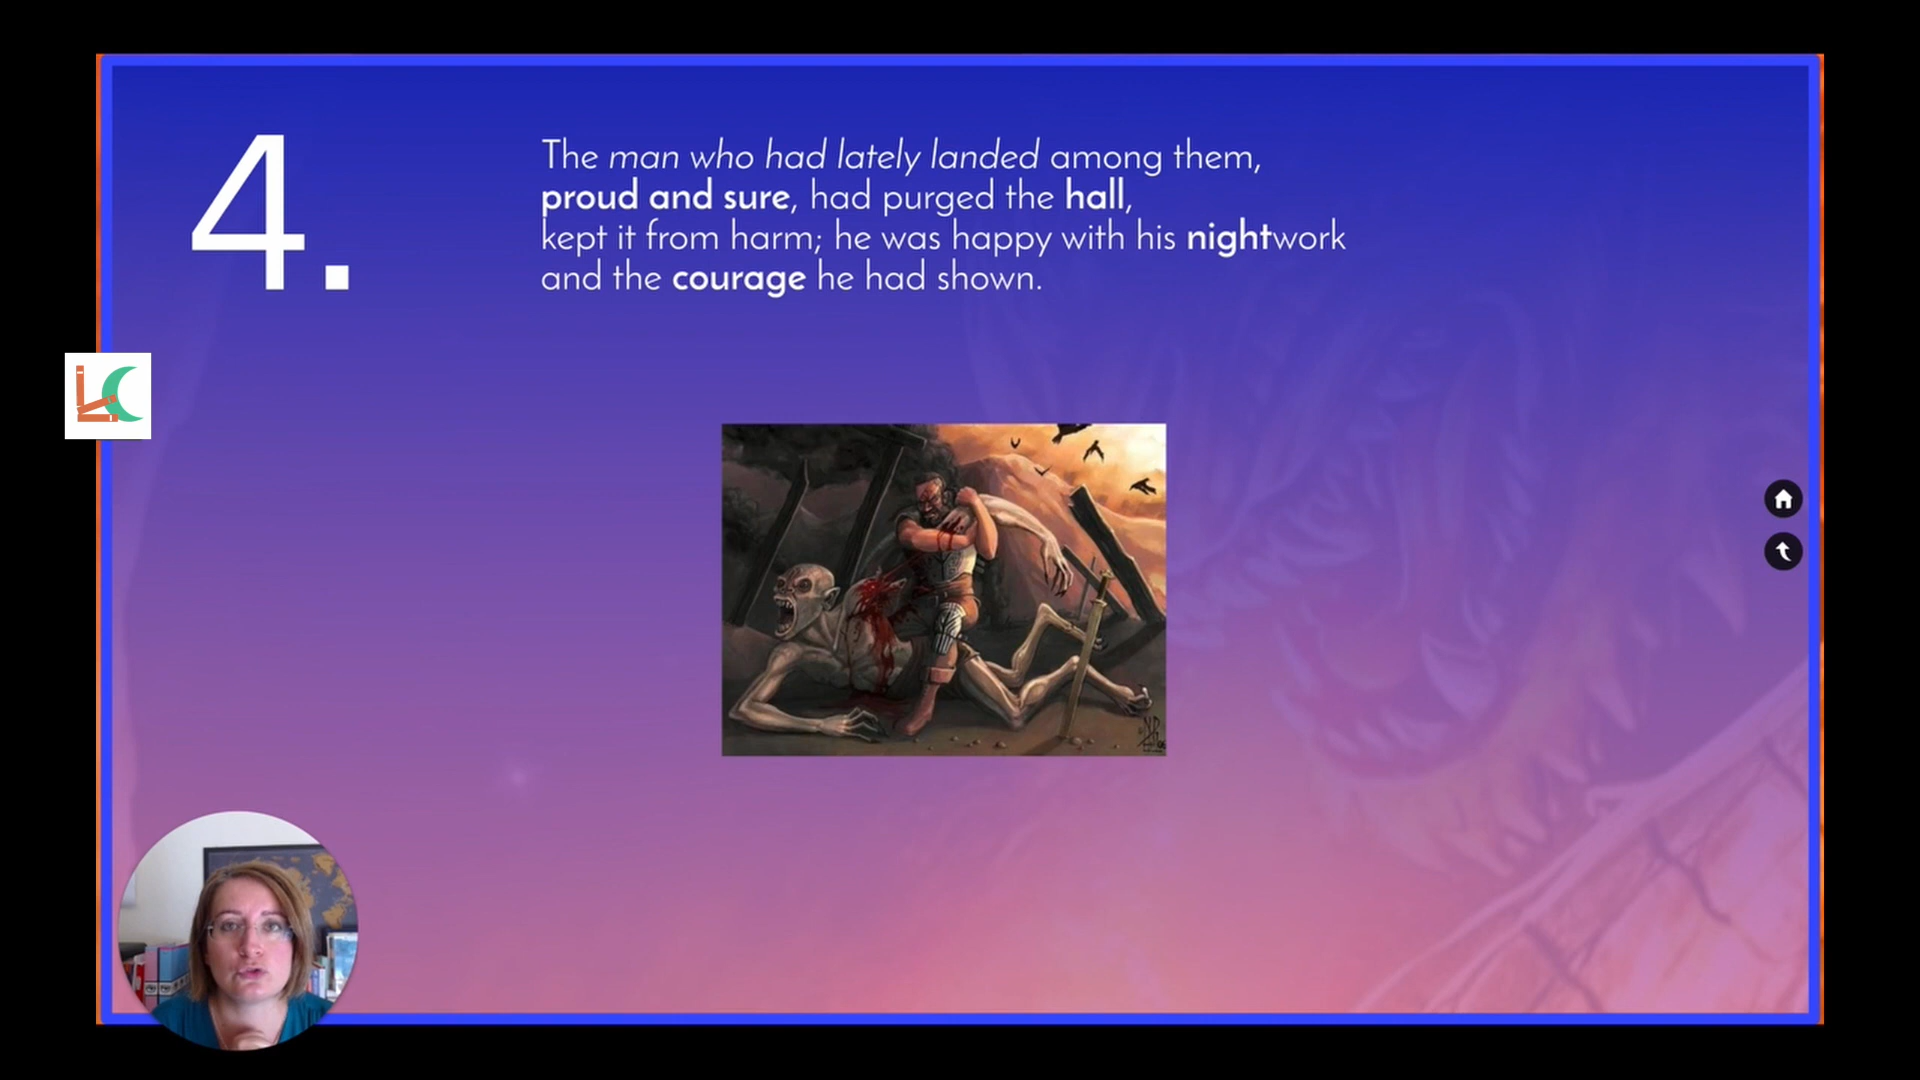 4.
The man who had lately landed among them,
proud and sure, had purged the hall,
kept it from harm; he was happy with his nightwork
and the courage he had shown.